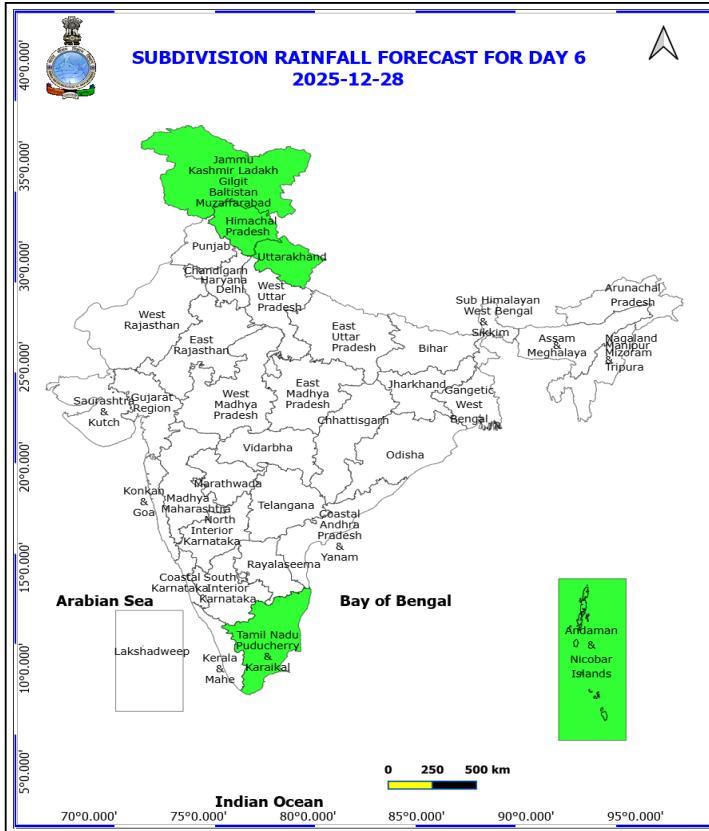 SUBDIVISION RAINFALL FORECAST FOR DAY 6
2025-12-28
40°0.000'
35°0.000'
30°0.000'
25°0.000'
20°0.000'
15°0.000'
10°0.000'
5°0.000'
Jammu
Kashmir Ladakh
Gilgit
Baltistan
Muzaffarabad
Himachal
Pradesh
Punjab
Uttarakhand
Chandigarh
Haryana
Delhi
West
Uttar
Pradesh
West
Rajasthan
East
Rajasthan
East
Uttar
Pradesh
Bihar
Sub Himalayan
West Bengal
&
Sikkim
Arunachal
Pradesh
Assam
&
Meghalaya
Nagaland
Manipur
Mizoram
&
Tripura
Saurashtra
&
Kutch
Gujarat
Region
West
Madhya
Pradesh
East
Madhya
Pradesh
Jharkhand
Gangetic
West
Bengal
Chhattisgarh
Odisha
Vidarbha
Konkan
&
Goa
Madhya
Maharashtra
Marathwada
Telangana
North
Interior
Karnataka
Coastal
Andhra
Pradesh
&
Yanam
Rayalaseema
Coastal
Karnataka
South
Interior
Karnataka
Arabian Sea
Bay of Bengal
Lakshadweep
Kerala
&
Mahe
Tamil Nadu
Puducherry
&
Karaikal
Andaman
&
Nicobar
Islands
0 250 500 km
Indian Ocean
70°0.000' 75°0.000' 80°0.000' 85°0.000' 90°0.000' 95°0.000'